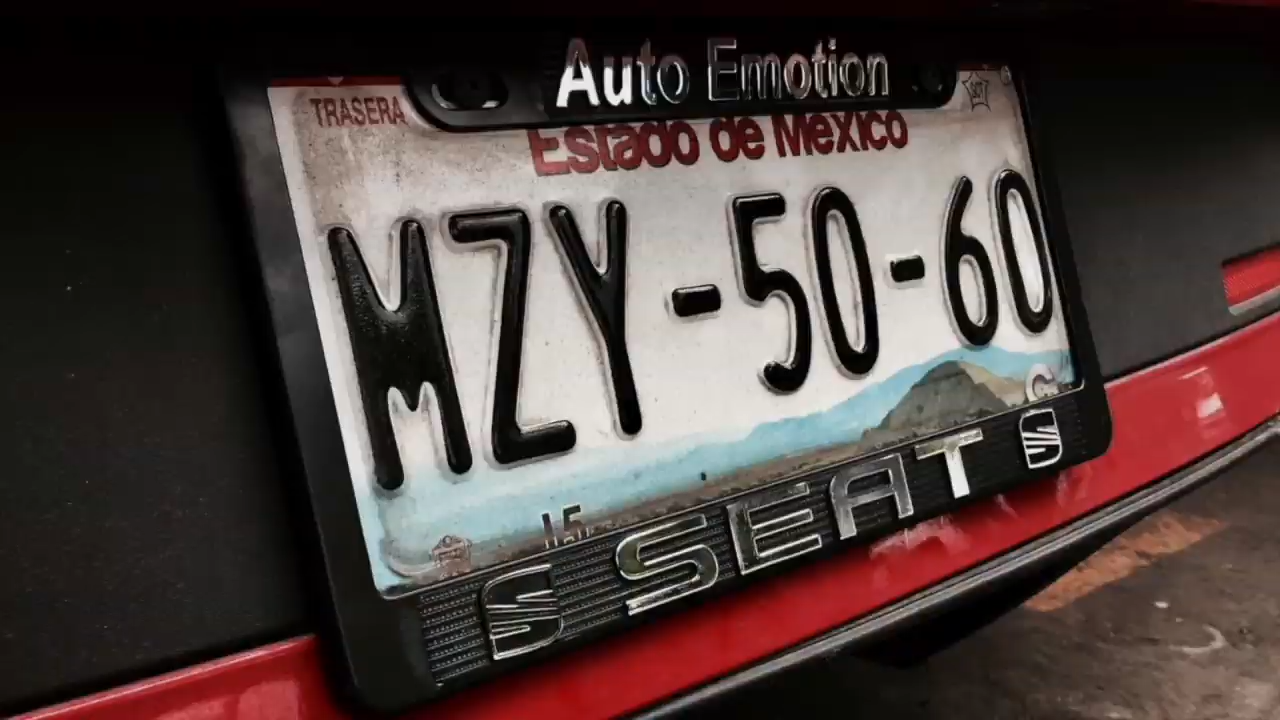 Auto Emotion
TRASERA
Estado de México
MZY-50-60
15
SEAT